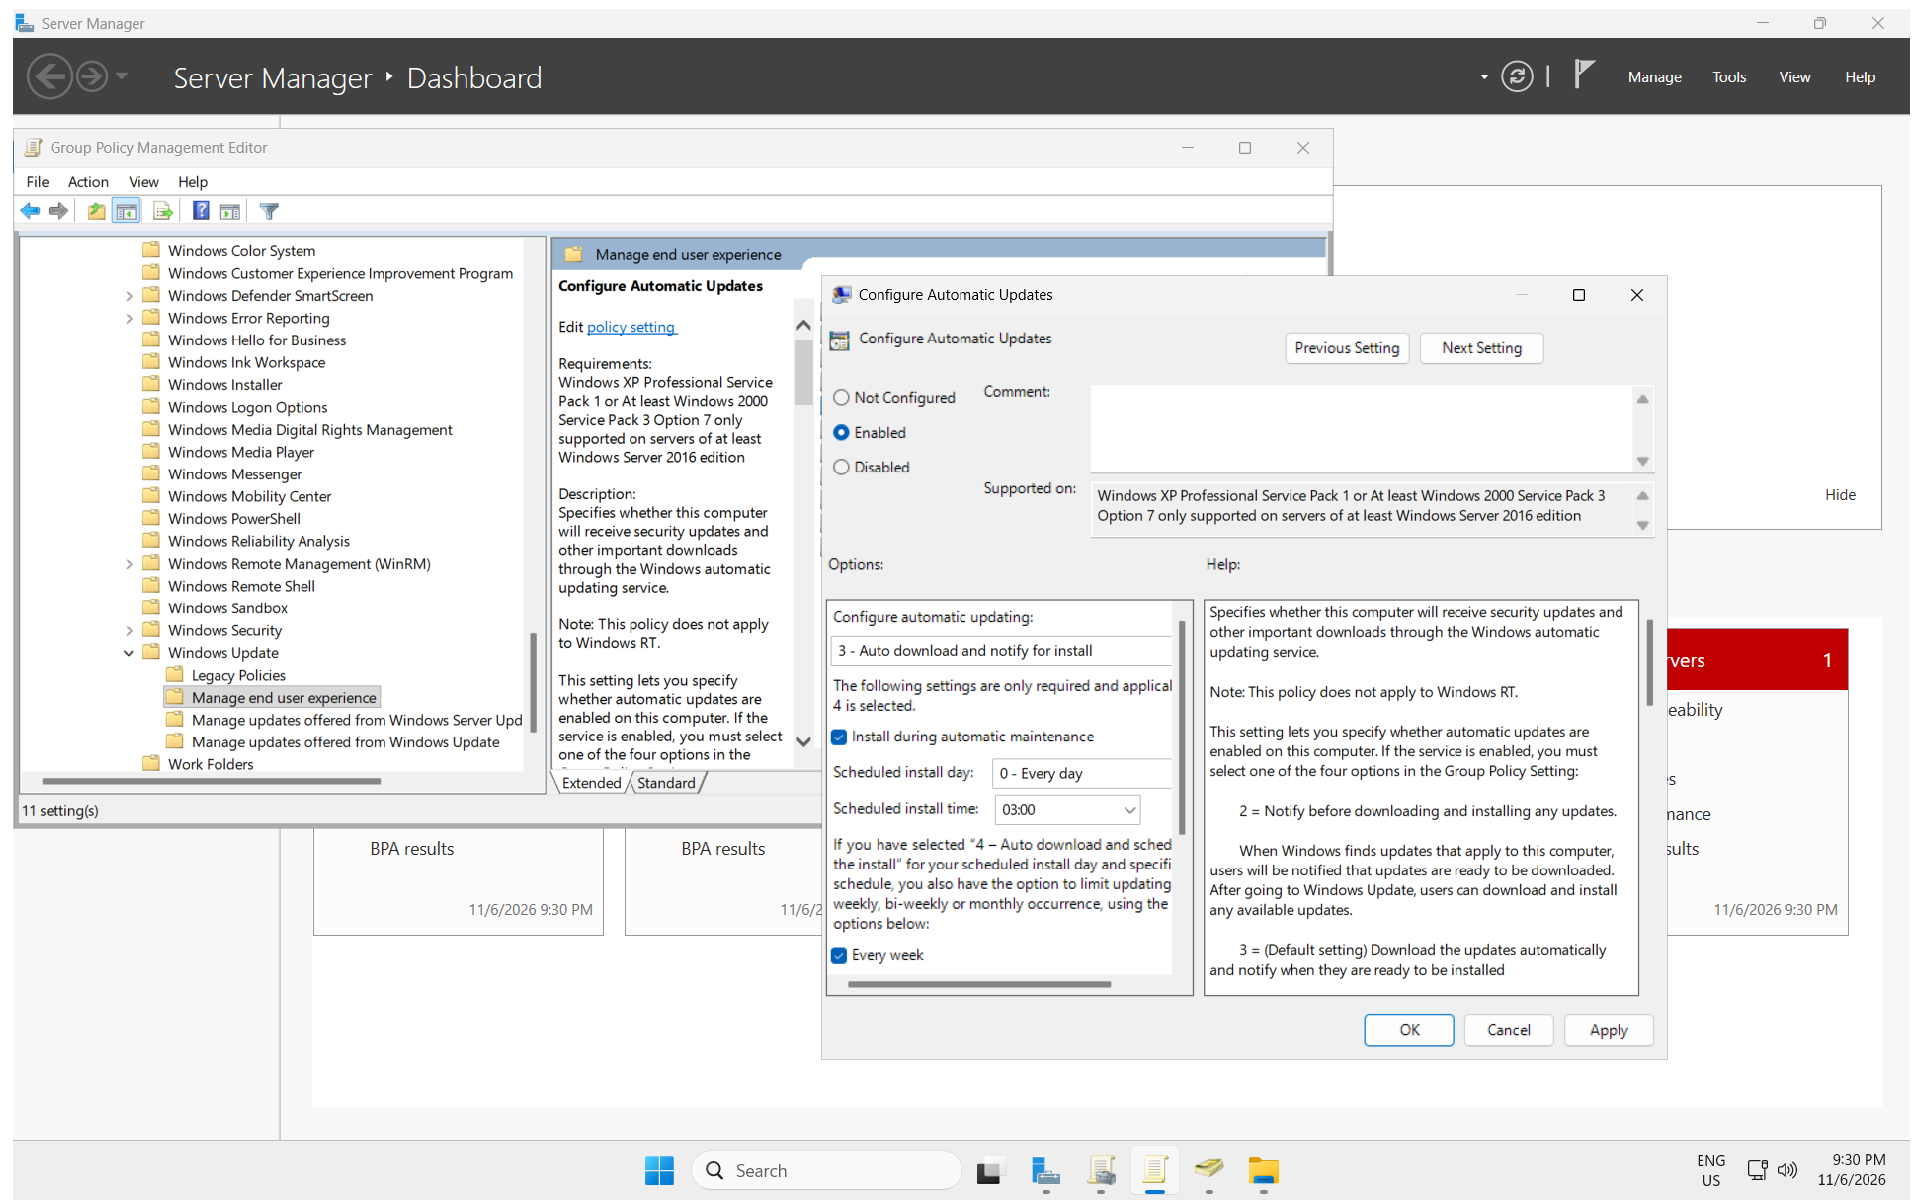 Server Manager
Server Manager ‣ Dashboard
Manage
Tools
View
Help
Group Policy Management Editor
File
Action
View
Help
Windows Color System
Windows Customer Experience Improvement Program
Windows Defender SmartScreen
Windows Error Reporting
Windows Hello for Business
Windows Ink Workspace
Windows Installer
Windows Logon Options
Windows Media Digital Rights Management
Windows Media Player
Windows Messenger
Windows Mobility Center
Windows PowerShell
Windows Reliability Analysis
Windows Remote Management (WinRM)
Windows Remote Shell
Windows Sandbox
Windows Security
Windows Update
Legacy Policies
Manage end user experience
Manage updates offered from Windows Server Upd
Manage updates offered from Windows Update
Work Folders
11 setting(s)
Manage end user experience
Configure Automatic Updates
Edit policy setting
Requirements:
Windows XP Professional Service
Pack 1 or At least Windows 2000
Service Pack 3 Option 7 only
supported on servers of at least
Windows Server 2016 edition
Description:
Specifies whether this computer
will receive security updates and
other important downloads
through the Windows automatic
updating service.
Note: This policy does not apply
to Windows RT.
This setting lets you specify
whether automatic updates are
enabled on this computer. If the
service is enabled, you must select
one of the four options in the
Extended
Standard
Configure Automatic Updates
Configure Automatic Updates
Previous Setting
Next Setting
Not Configured
Enabled
Disabled
Comment:
Supported on:
Windows XP Professional Service Pack 1 or At least Windows 2000 Service Pack 3
Option 7 only supported on servers of at least Windows Server 2016 edition
Options:
Help:
Configure automatic updating:
3 - Auto download and notify for install
The following settings are only required and applical
4 is selected.
Install during automatic maintenance
Scheduled install day:
0 - Every day
Scheduled install time:
03:00
If you have selected "4 – Auto download and sched
the install" for your scheduled install day and specifi
schedule, you also have the option to limit updating
weekly, bi-weekly or monthly occurrence, using the
options below:
Every week
Specifies whether this computer will receive security updates and
other important downloads through the Windows automatic
updating service.
Note: This policy does not apply to Windows RT.
This setting lets you specify whether automatic updates are
enabled on this computer. If the service is enabled, you must
select one of the four options in the Group Policy Setting:
2 = Notify before downloading and installing any updates.
When Windows finds updates that apply to this computer,
users will be notified that updates are ready to be downloaded.
After going to Windows Update, users can download and install
any available updates.
3 = (Default setting) Download the updates automatically
and notify when they are ready to be installed
OK
Cancel
Apply
Hide
rvers
1
eability
es
nance
sults
11/6/2026 9:30 PM
BPA results
11/6/2026 9:30 PM
BPA results
11/6/2
Search
ENG
US
9:30 PM
11/6/2026